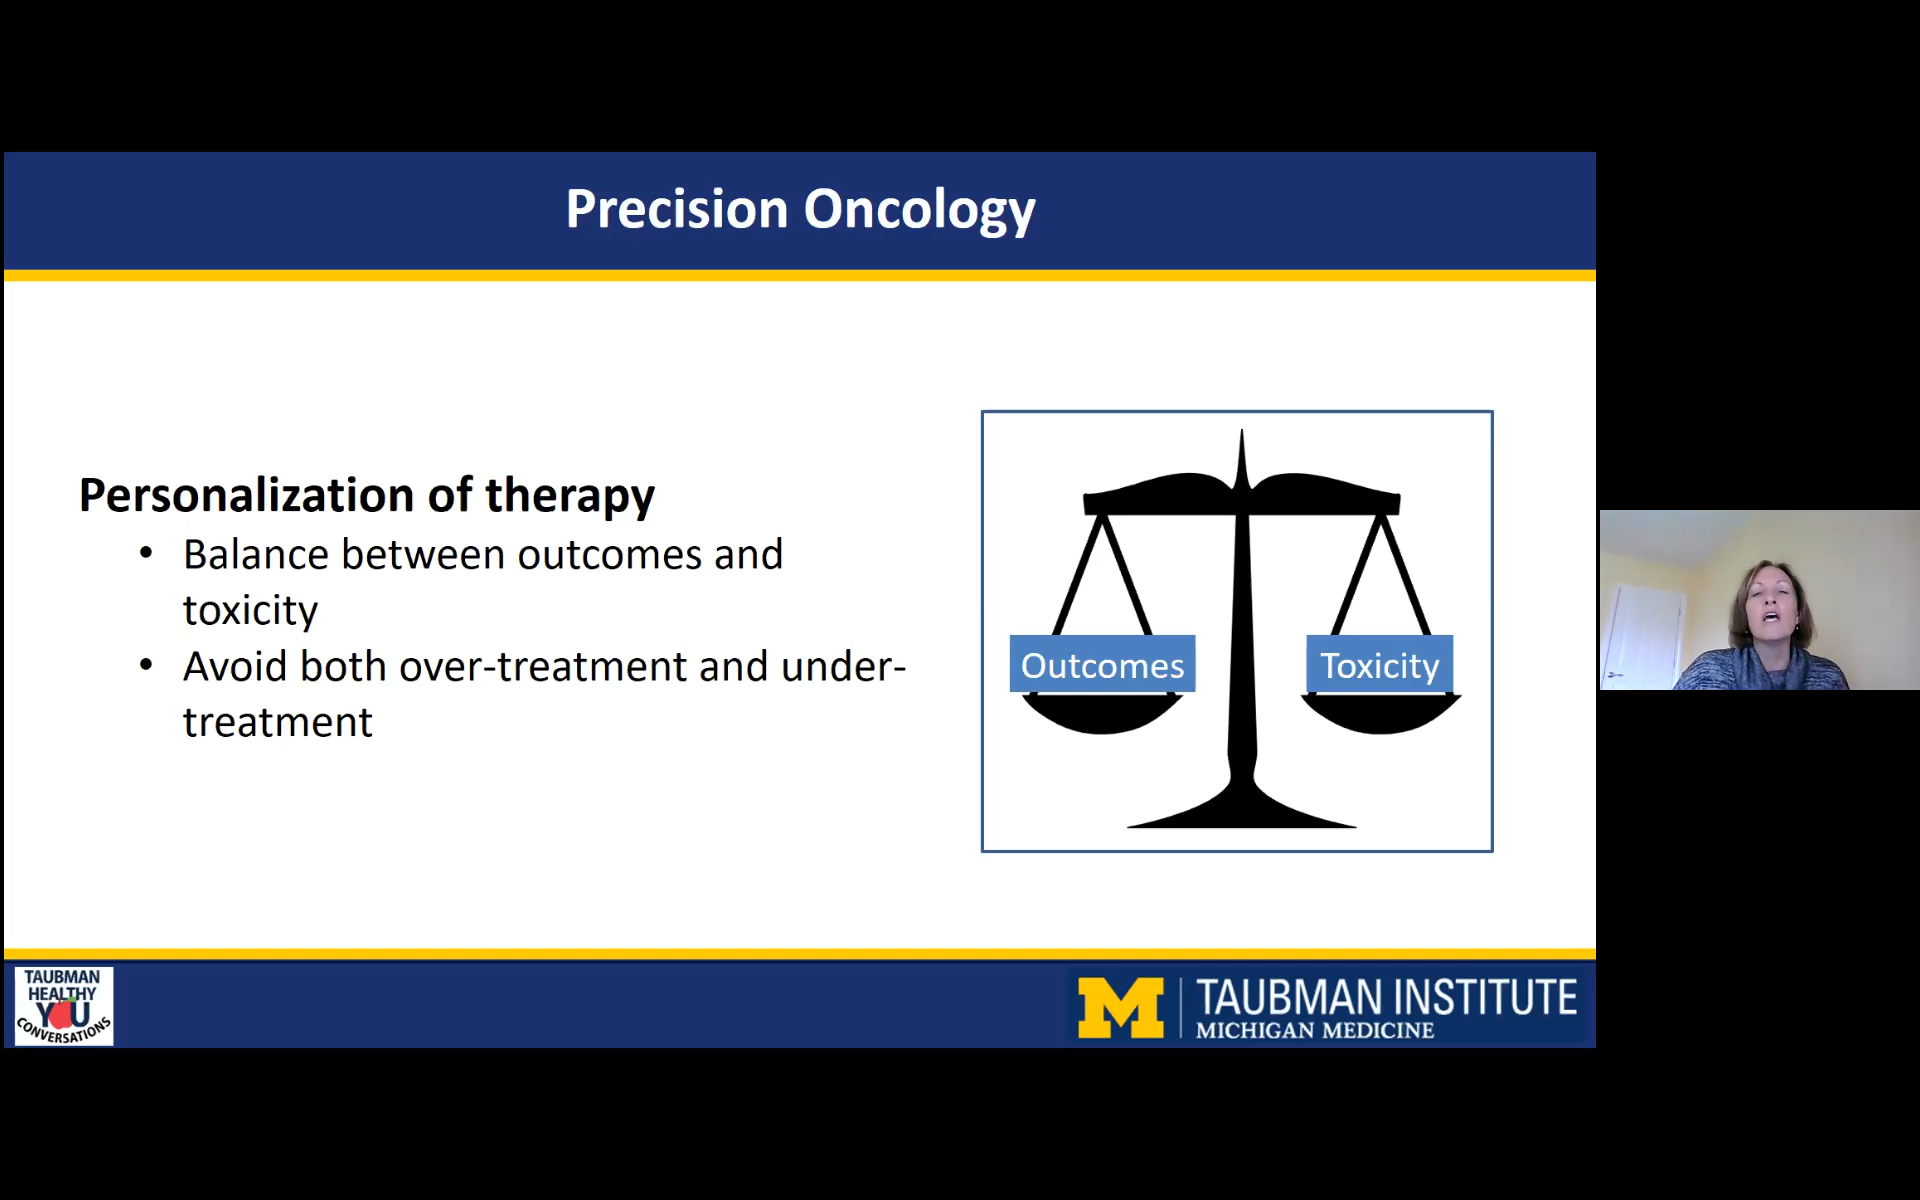 Precision Oncology
Personalization of therapy
• Balance between outcomes and
toxicity
• Avoid both over-treatment and under-
treatment
Outcomes
Toxicity
TAUBMAN
HEALTHY
YOU
CONVERSATIONS
M
TAUBMAN INSTITUTE
MICHIGAN MEDICINE